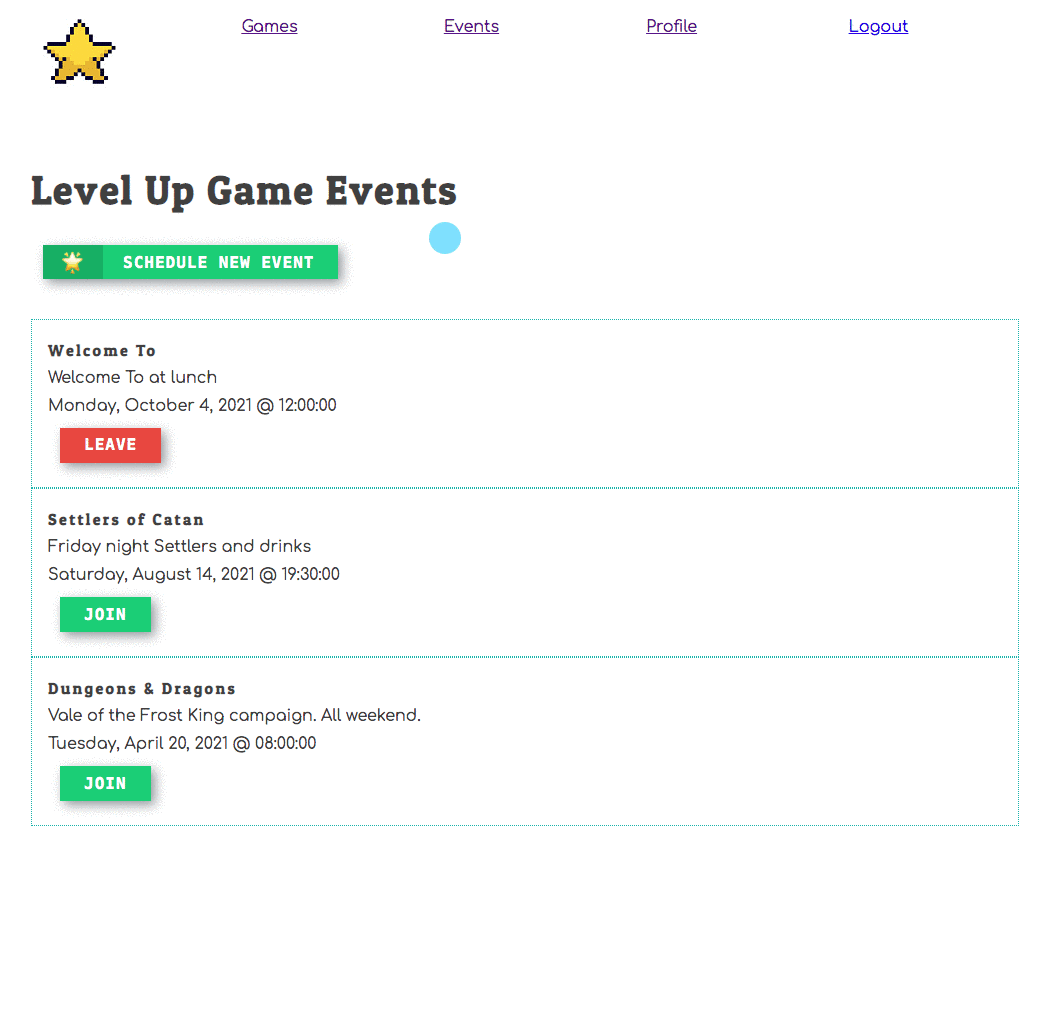 Games Events Profile Logout
Level Up Game Events
SCHEDULE NEW EVENT
Welcome To
Welcome To at lunch
Monday, October 4, 2021 @ 12:00:00
LEAVE
Settlers of Catan
Friday night Settlers and drinks
Saturday, August 14, 2021 @ 19:30:00
JOIN
Dungeons & Dragons
Vale of the Frost King campaign. All weekend.
Tuesday, April 20, 2021 @ 08:00:00
JOIN